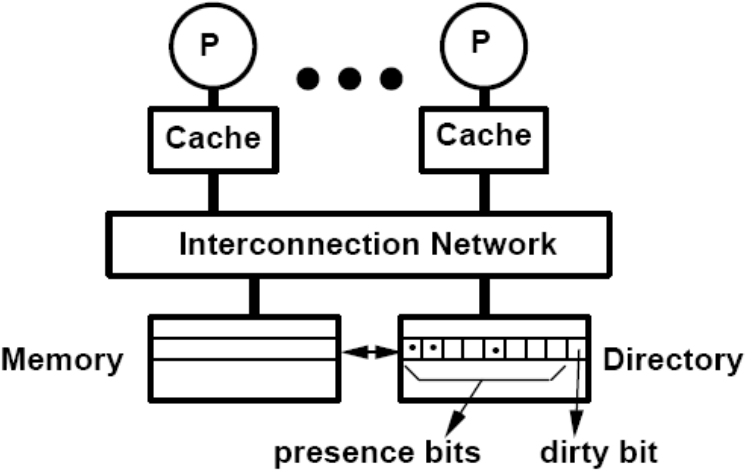 P
P
Cache
Cache
Interconnection Network
Memory
Directory
presence bits
dirty bit